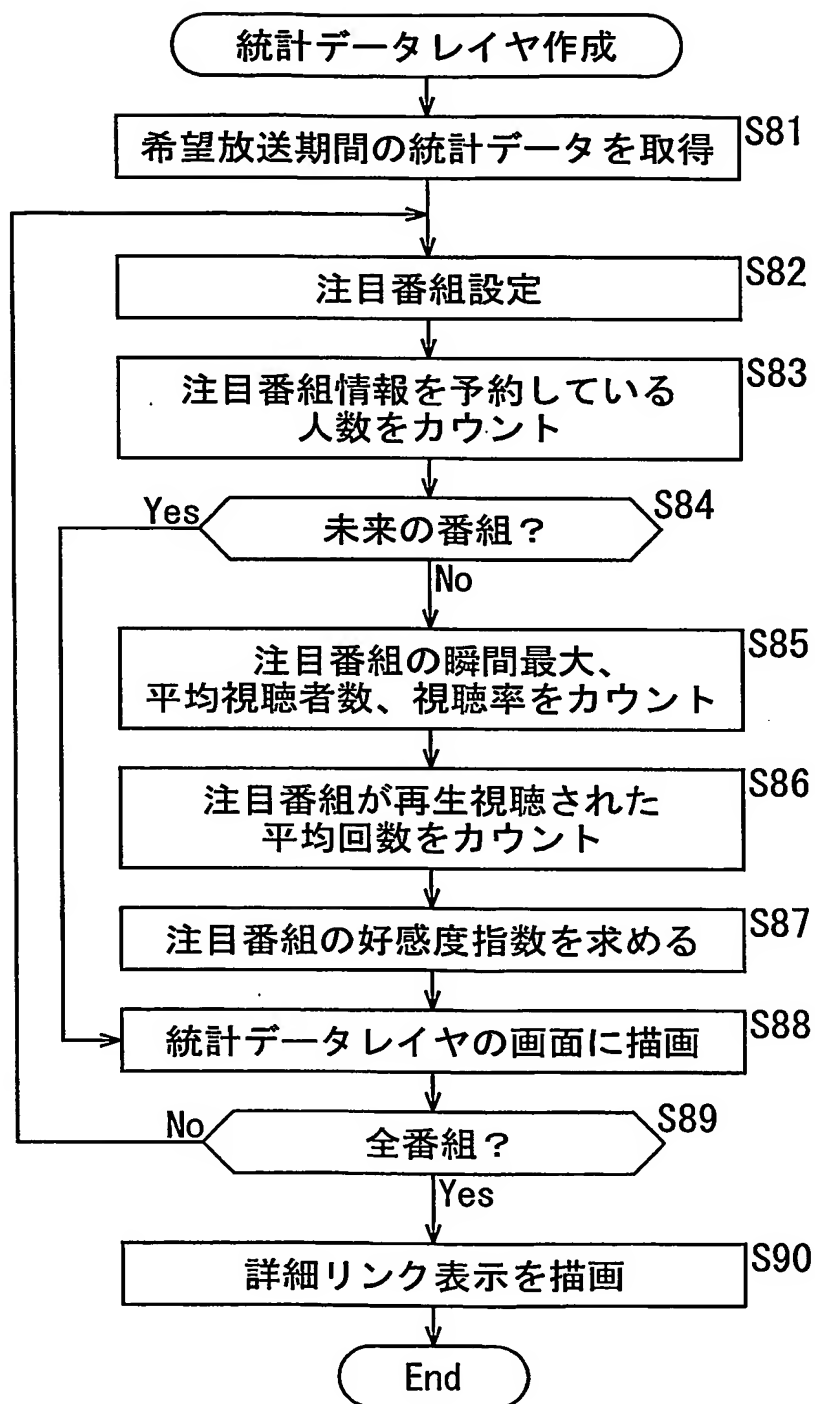 統計データレイヤ作成
希望放送期間の統計データを取得
S81
注目番組設定
S82
注目番組情報を予約している
人数をカウント
S83
未来の番組？
S84
Yes
No
注目番組の瞬間最大、
平均視聴者数、視聴率をカウント
S85
注目番組が再生視聴された
平均回数をカウント
S86
注目番組の好感度指数を求める
S87
統計データレイヤの画面に描画
S88
全番組？
S89
No
Yes
詳細リンク表示を描画
S90
End